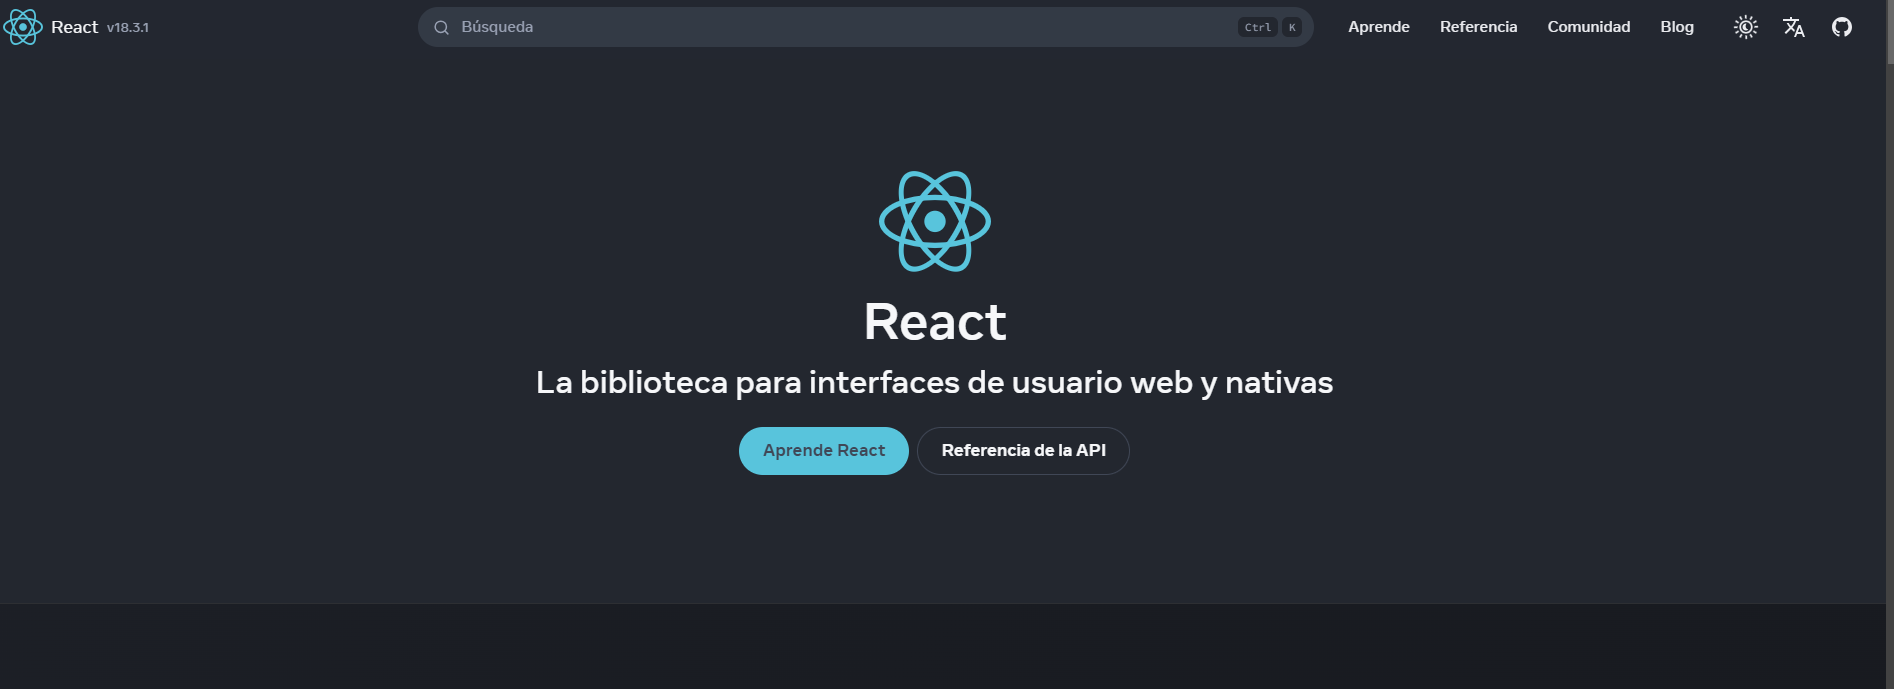 React v18.3.1 Búsqueda Ctrl K Aprende Referencia Comunidad Blog
React
La biblioteca para interfaces de usuario web y nativas
Aprende React Referencia de la API